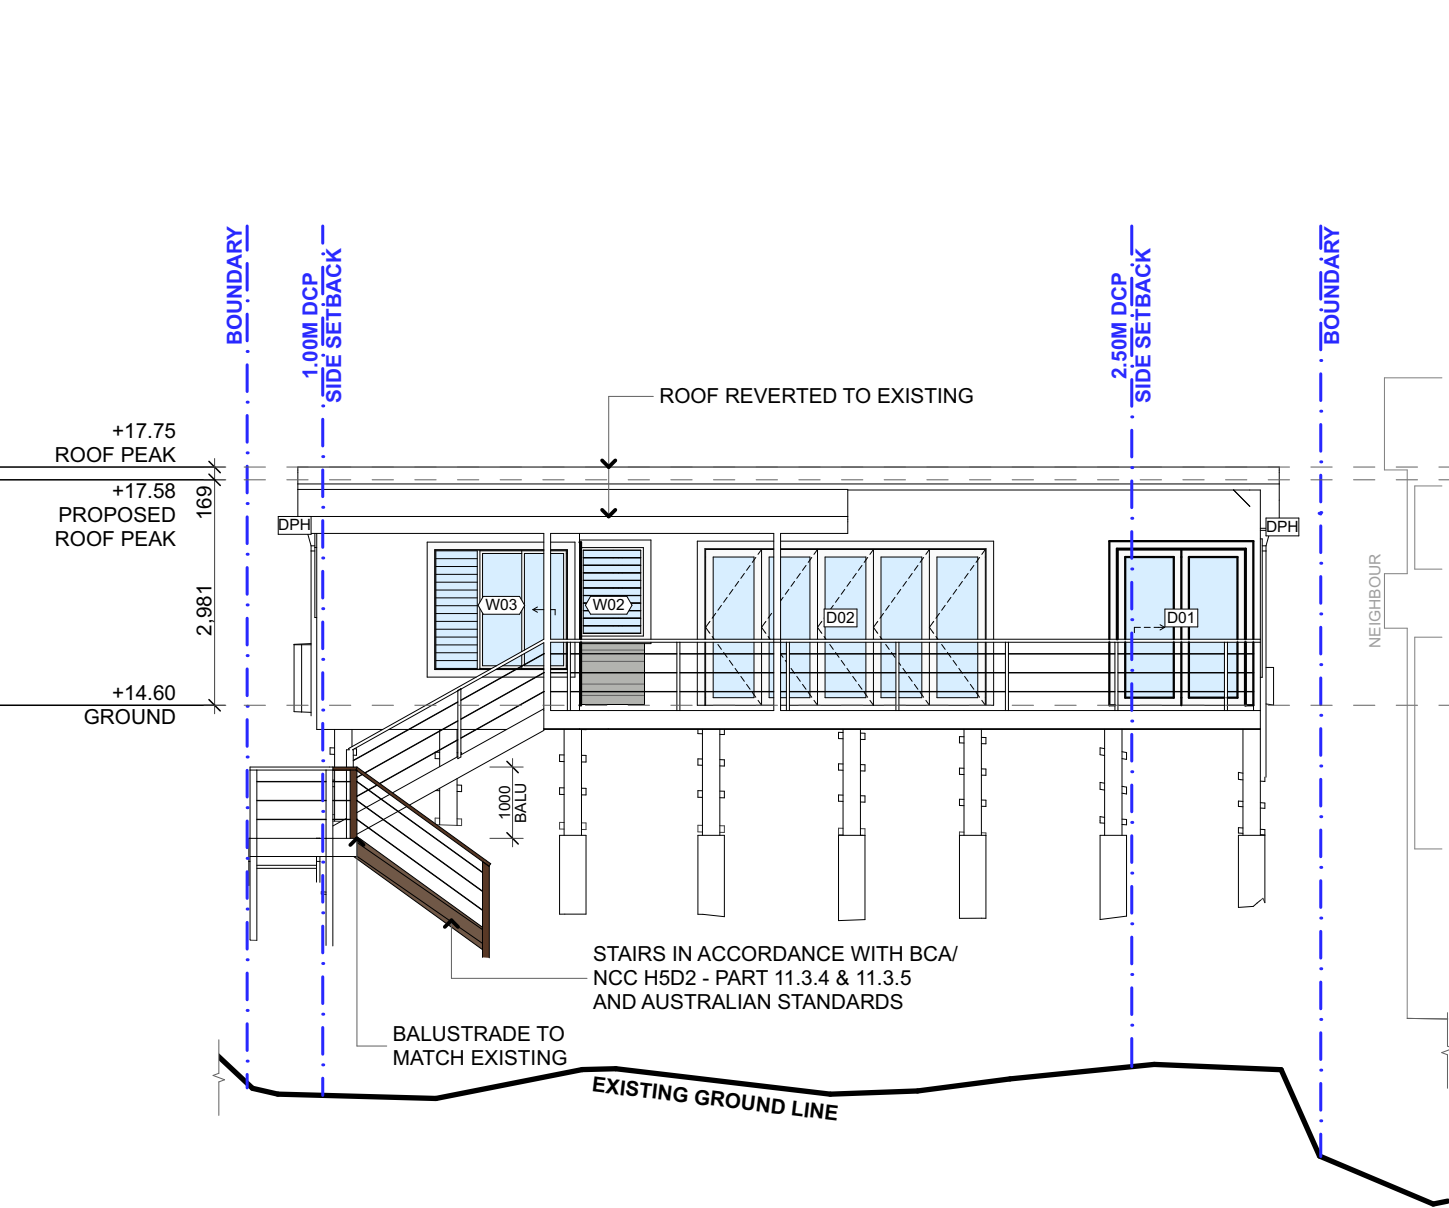 BOUNDARY
1.00M DCP
SIDE SETBACK
2.50M DCP
SIDE SETBACK
BOUNDARY
ROOF REVERTED TO EXISTING
+17.75
ROOF PEAK
+17.58
PROPOSED
ROOF PEAK
169
DPH
DPH
2,981
W03
W02
D02
D01
NEIGHBOUR
+14.60
GROUND
1000
BALU
STAIRS IN ACCORDANCE WITH BCA/
NCC H5D2 - PART 11.3.4 & 11.3.5
AND AUSTRALIAN STANDARDS
BALUSTRADE TO
MATCH EXISTING
EXISTING GROUND LINE